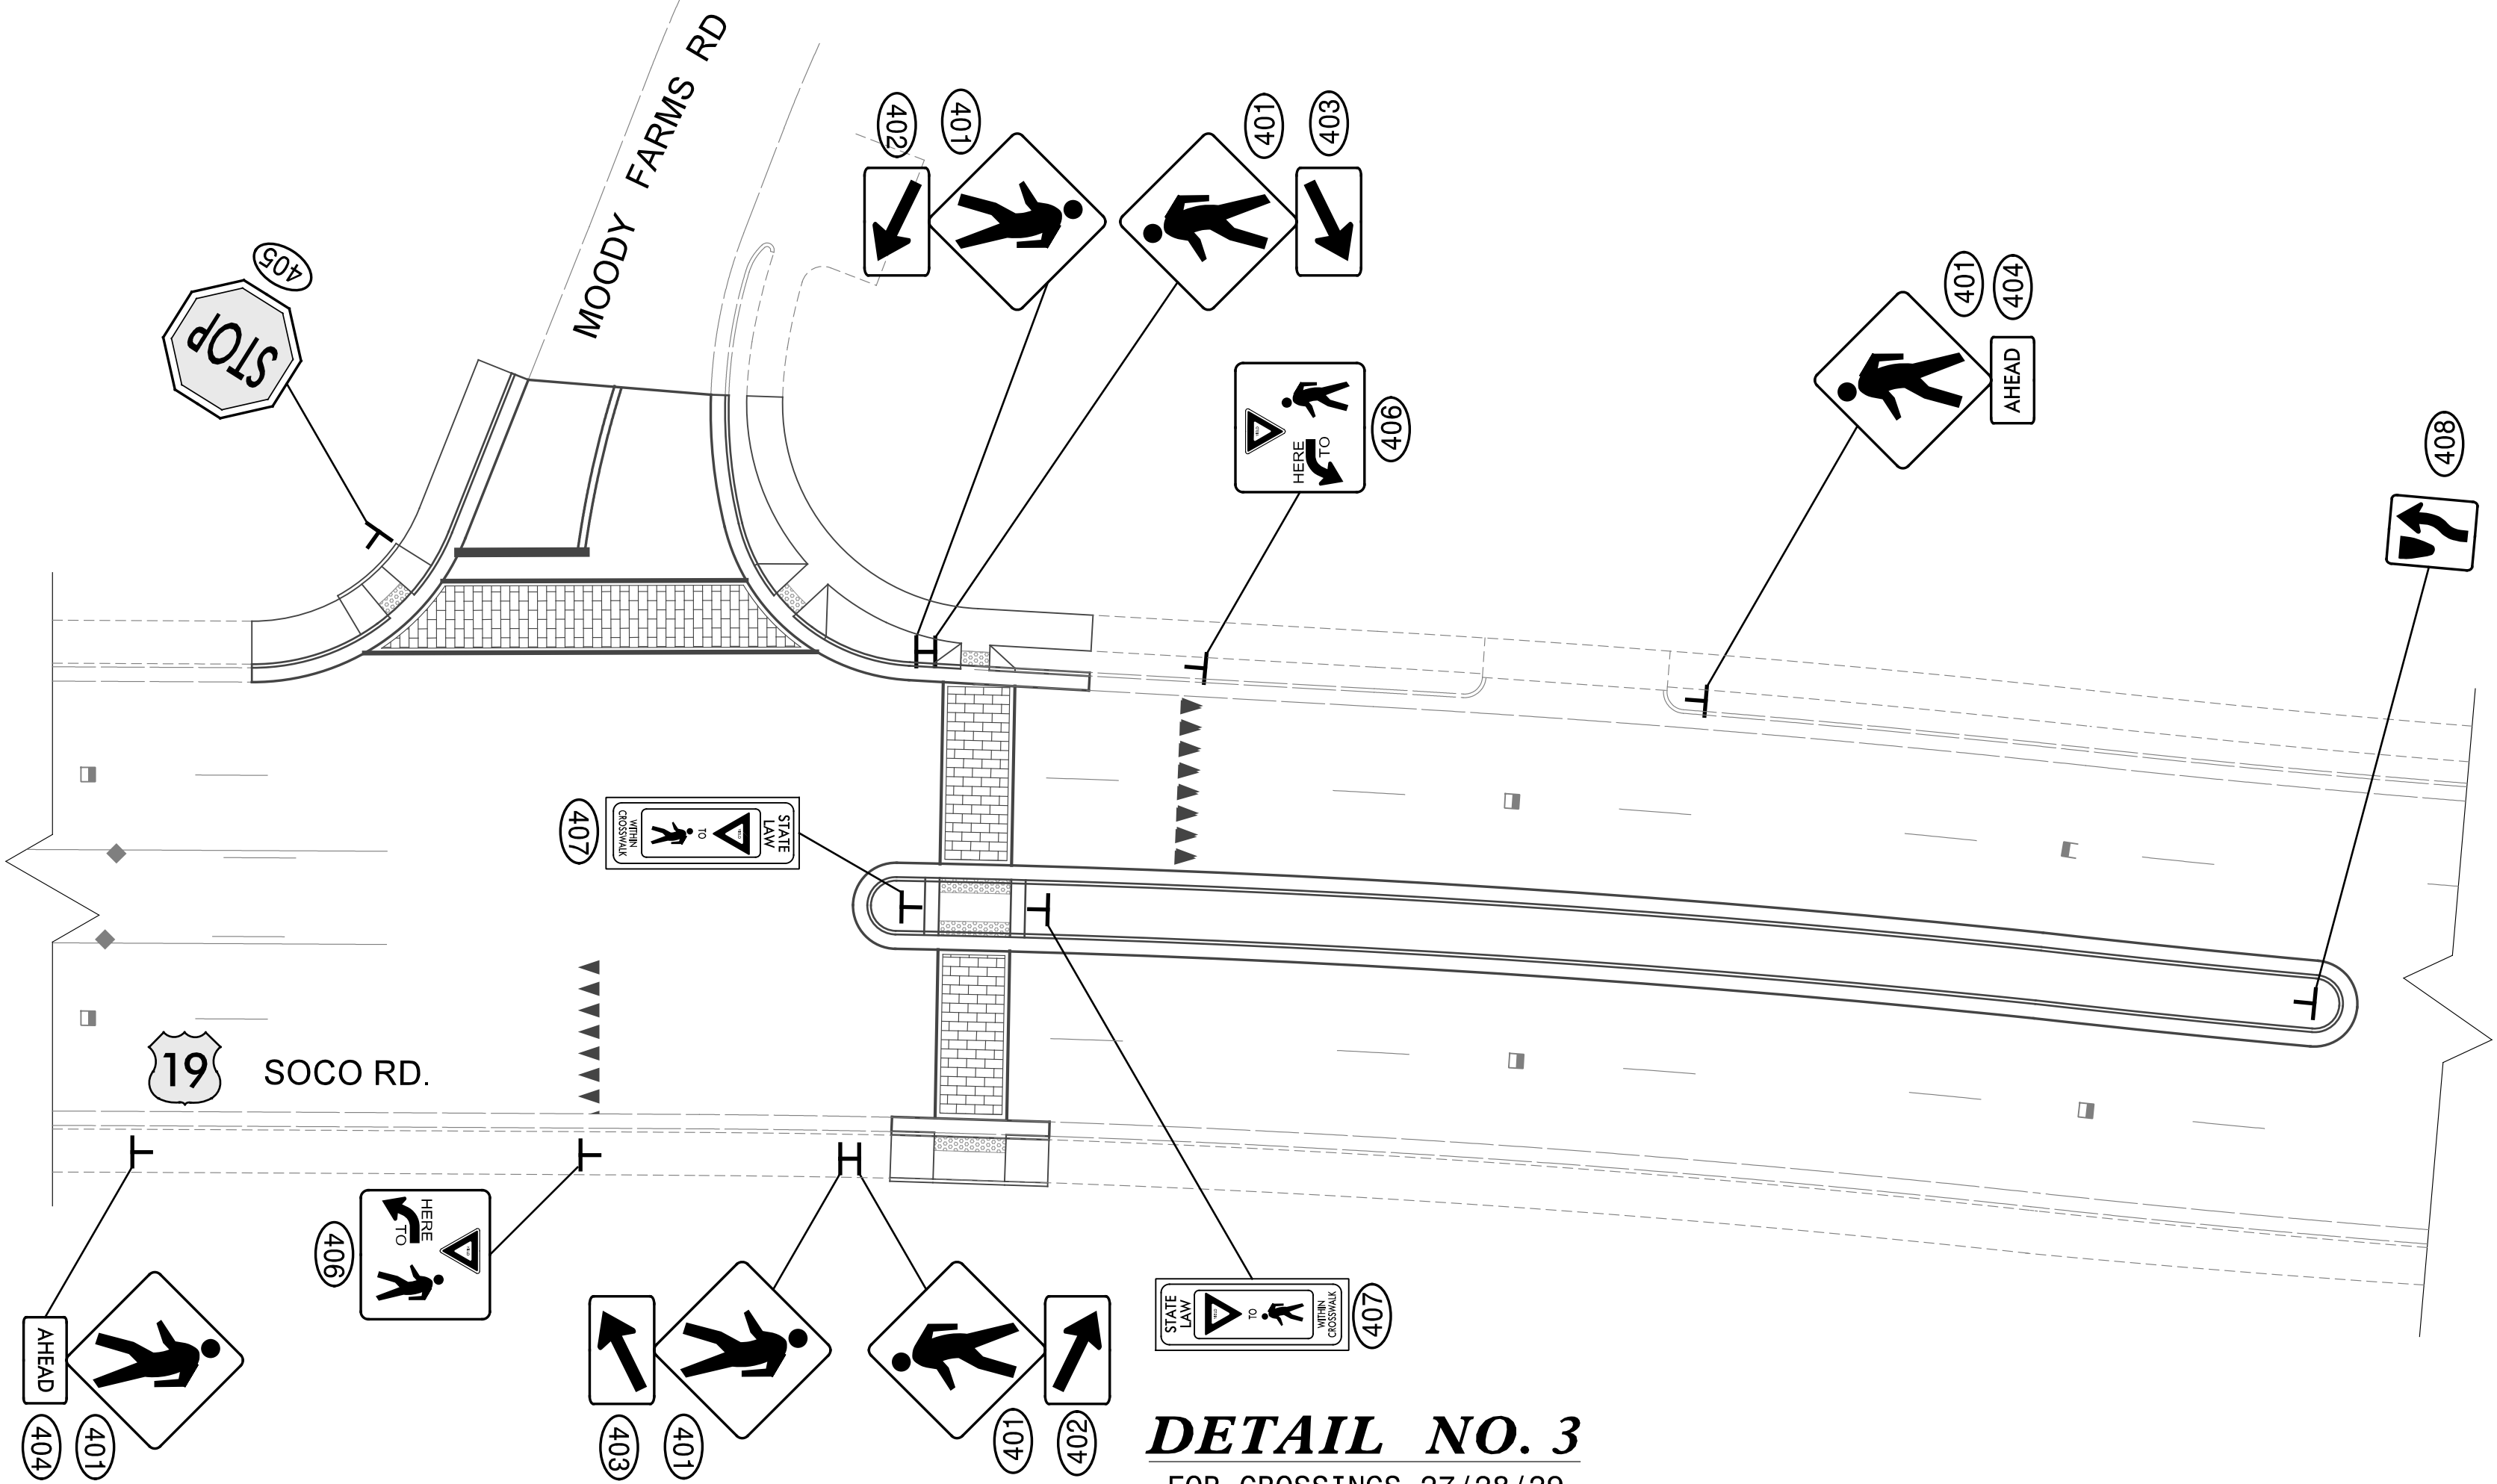 MOODY FARMS RD
402
401
401
403
405
STOP
401
404
AHEAD
406
HERE
TO
408
407
STATE
LAW
YIELD
TO
WITHIN
CROSSWALK
19
SOCO RD.
406
HERE
TO
STATE
LAW
YIELD
TO
WITHIN
CROSSWALK
407
AHEAD
404
401
403
401
401
402
DETAIL NO. 3